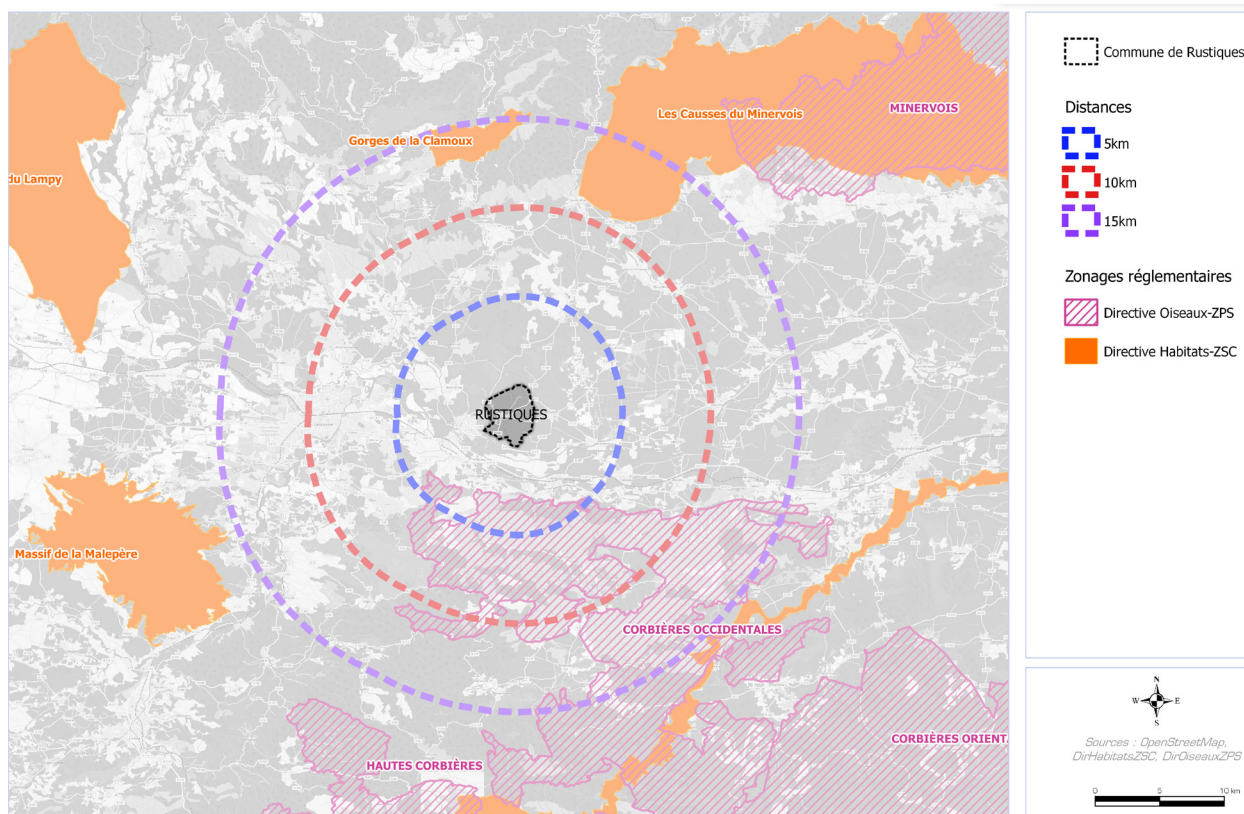 MINERVOIS
Les Causses du Minervois
Gorges de la Clamoux
du Lampy
RUSTIQUES
Massif de la Malepère
CORBIÈRES OCCIDENTALES
CORBIÈRES ORIENT
HAUTES CORBIÈRES
Commune de Rustiques
Distances
5km
10km
15km
Zonages réglementaires
Directive Oiseaux-ZPS
Directive Habitats-ZSC
N
W E
S
Sources : OpenStreetMap,
DirHabitatsZSC, DirOiseauxZPS
0 5 10 km